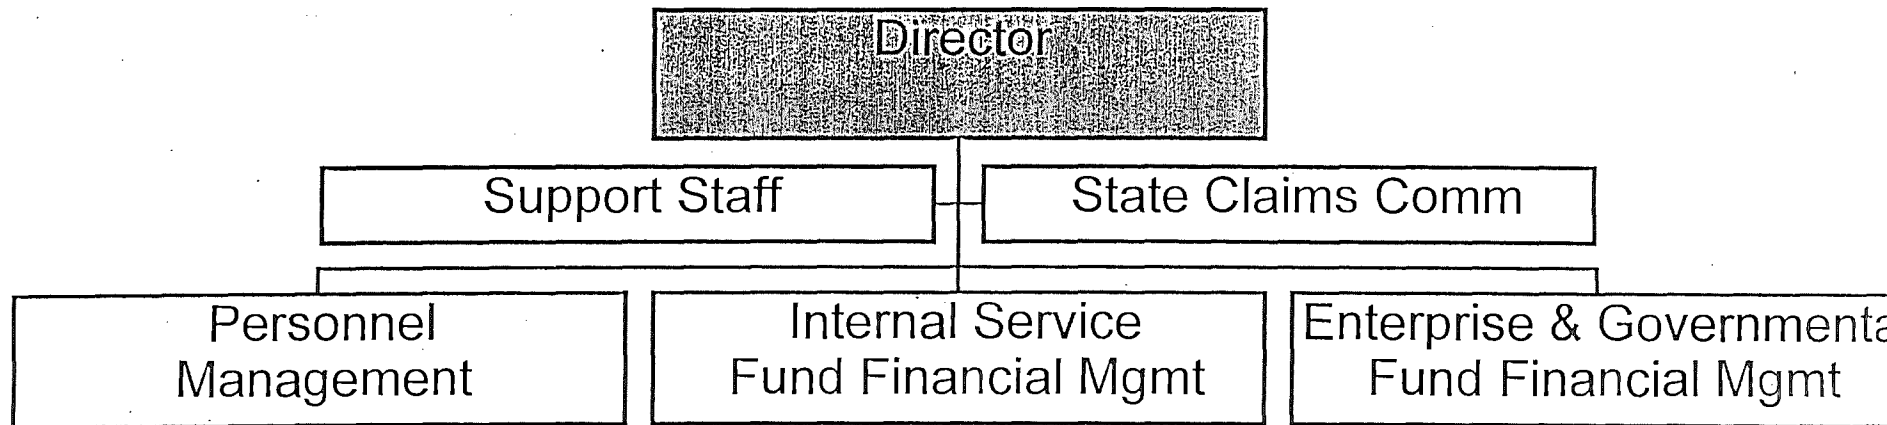 Director
Support Staff
State Claims Comm
Personnel
Management
Internal Service
Fund Financial Mgmt
Enterprise & Governmenta
Fund Financial Mgmt